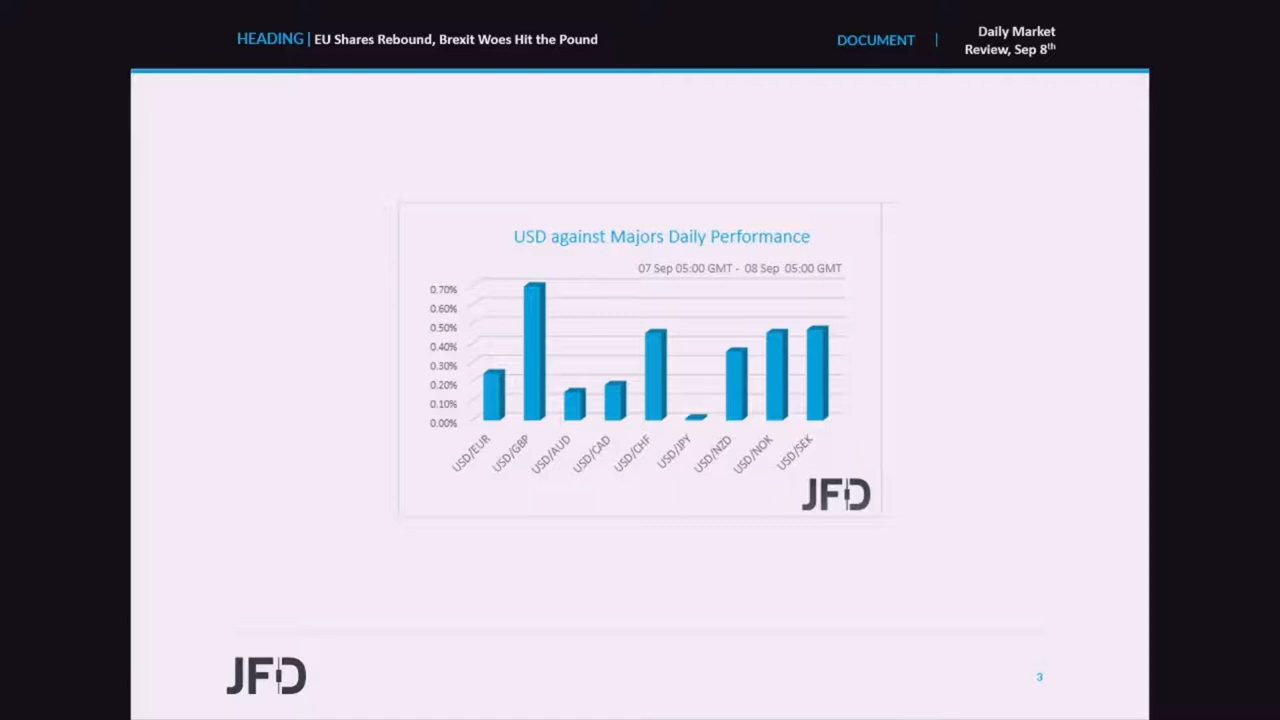 HEADING | EU Shares Rebound, Brexit Woes Hit the Pound
DOCUMENT | Daily Market
Review, Sep 8th
USD against Majors Daily Performance
07 Sep 05:00 GMT - 08 Sep 05:00 GMT
0.70%
0.60%
0.50%
0.40%
0.30%
0.20%
0.10%
0.00%
USD/EUR
USD/GBP
USD/AUD
USD/CAD
USD/CHF
USD/JPY
USD/NZD
USD/NOK
USD/SEK
JFD
JFD
3